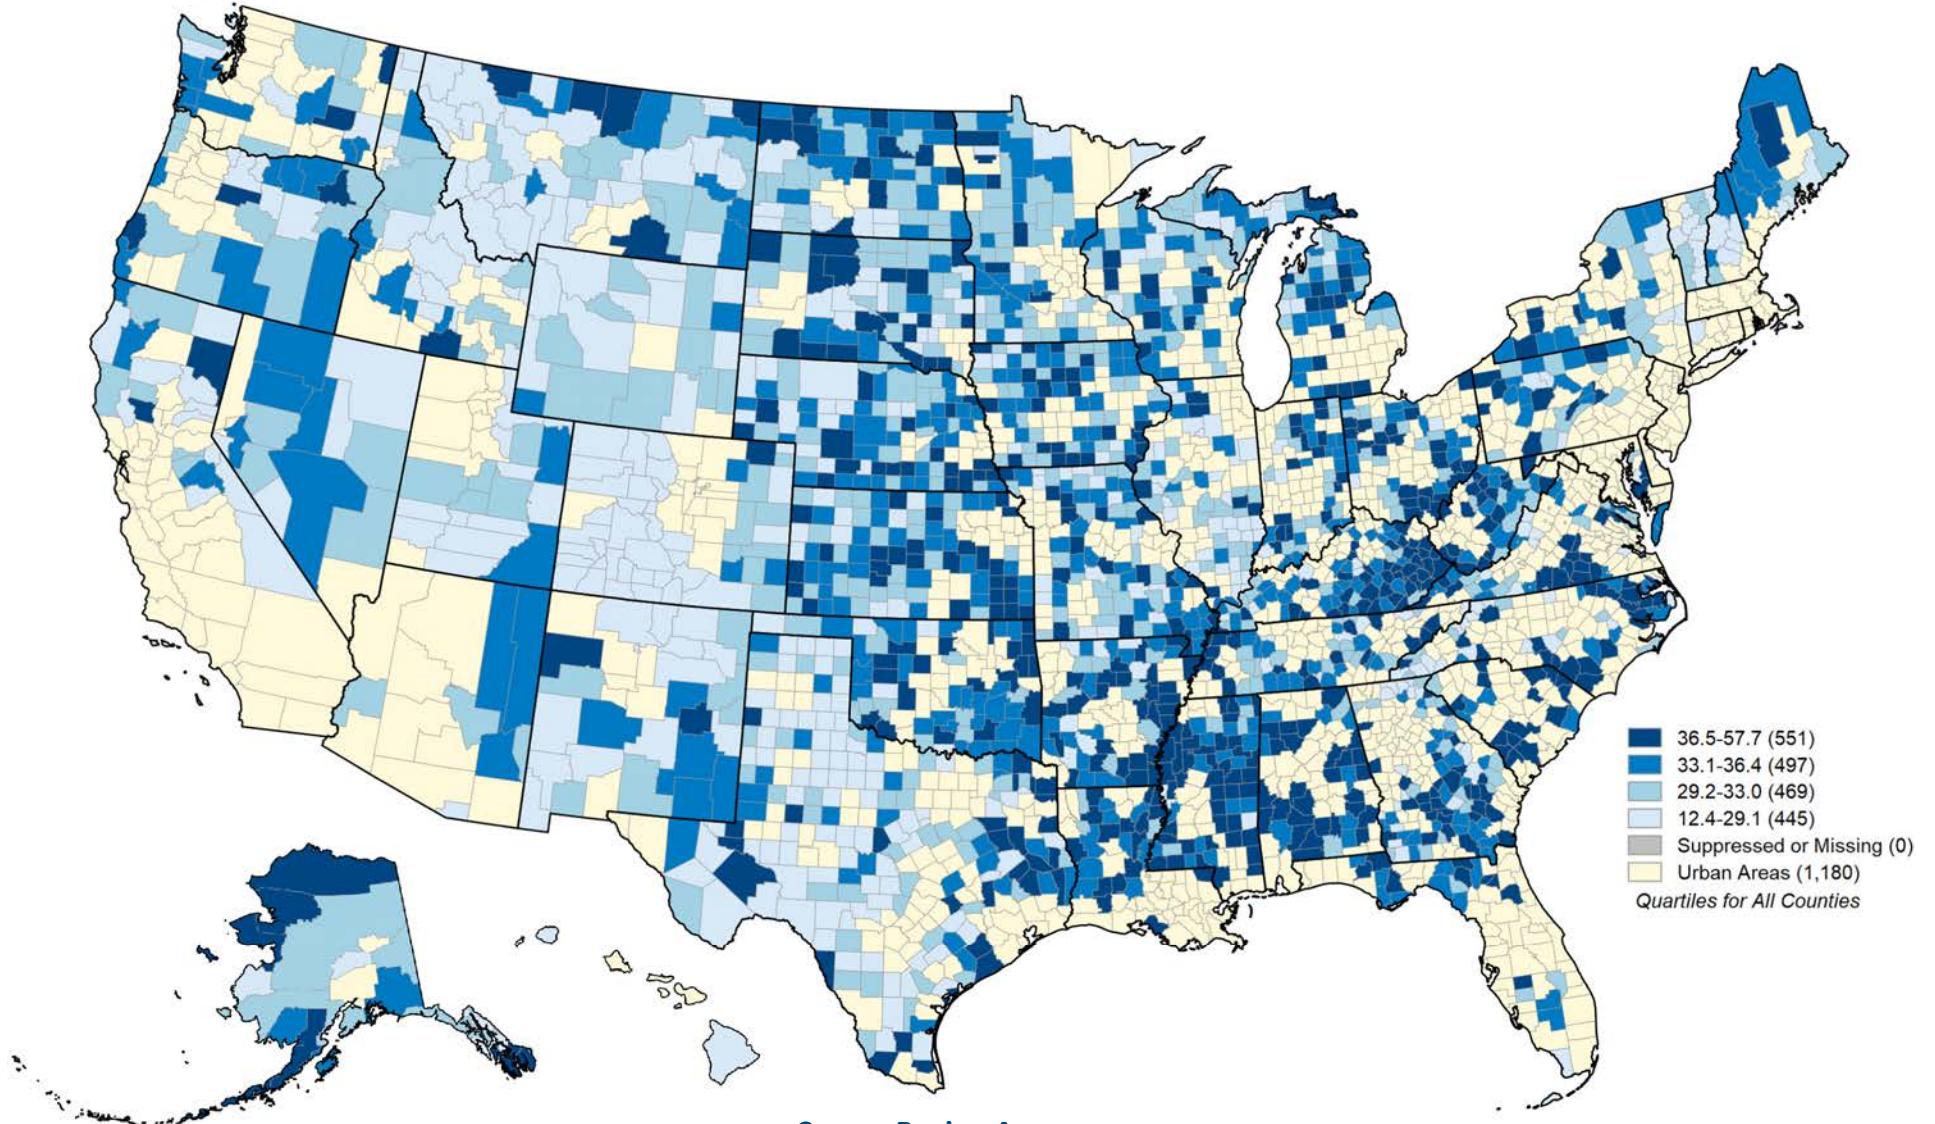 36.5-57.7 (551)
33.1-36.4 (497)
29.2-33.0 (469)
12.4-29.1 (445)
Suppressed or Missing (0)
Urban Areas (1,180)
Quartiles for All Counties